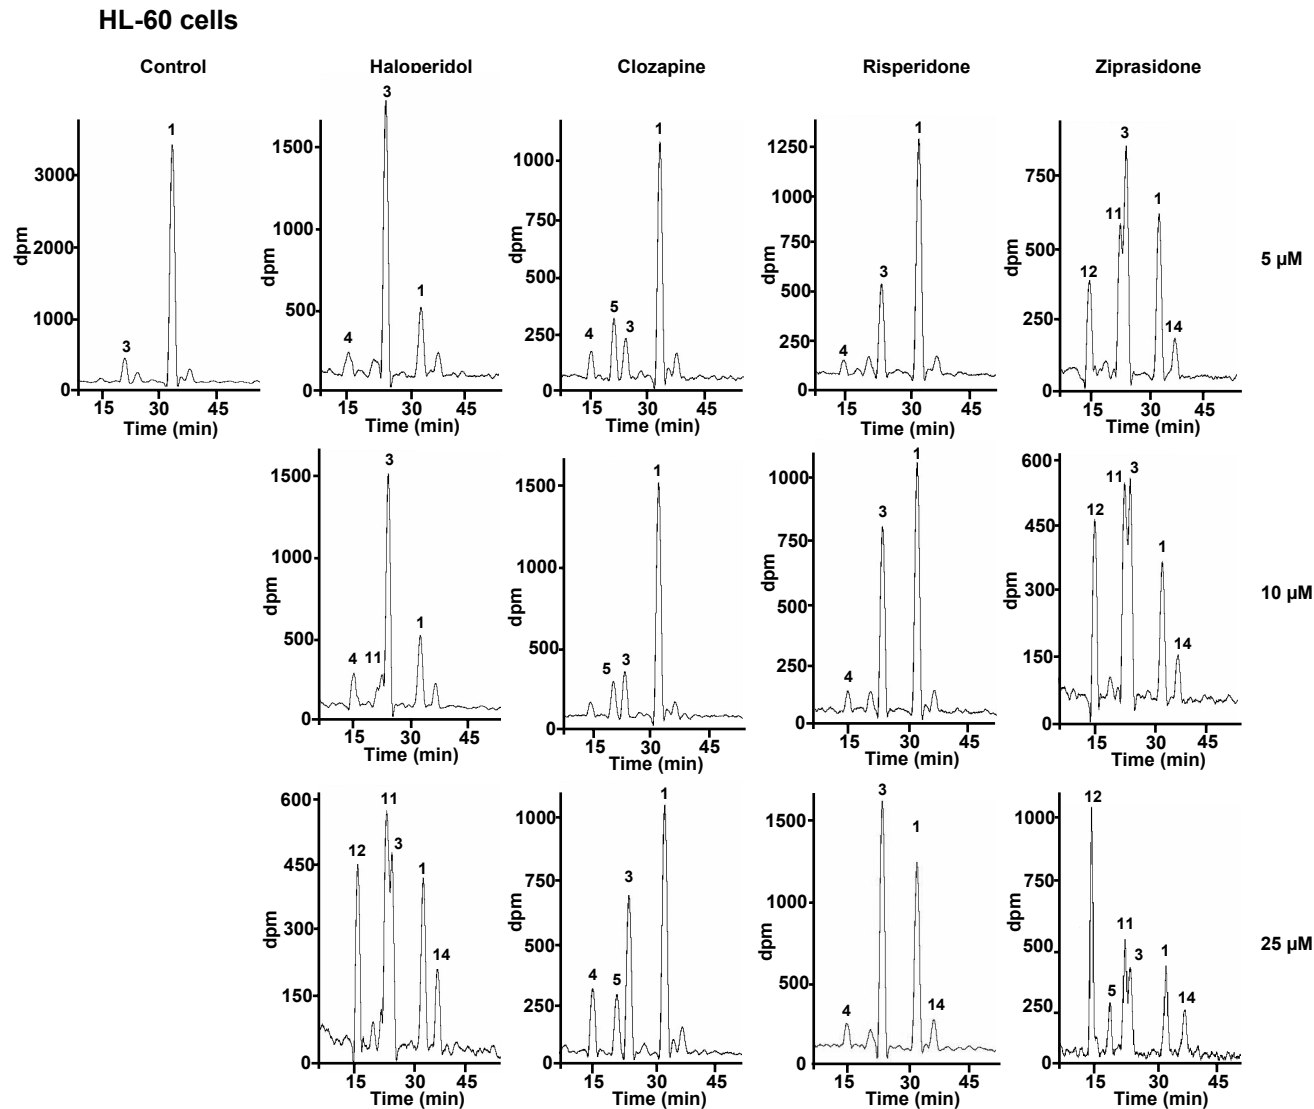 HL-60 cells
Control Haloperidol Clozapine Risperidone Ziprasidone
dpm 3000 2000 1000 0 3 1 15 30 45 Time (min)
dpm 1500 1000 500 0 4 3 1 15 30 45 Time (min)
dpm 1000 750 500 250 0 4 5 3 1 15 30 45 Time (min)
dpm 1250 1000 750 500 250 0 4 3 1 15 30 45 Time (min)
dpm 750 500 250 0 12 11 3 1 14 15 30 45 Time (min)
5 µM
dpm 1500 1000 500 0 4 11 3 1 15 30 45 Time (min)
dpm 1500 1000 500 0 5 3 1 15 30 45 Time (min)
dpm 1000 750 500 250 0 4 3 1 15 30 45 Time (min)
dpm 600 450 300 150 0 12 11 3 1 14 15 30 45 Time (min)
10 µM
dpm 600 450 300 150 0 12 11 3 1 14 15 30 45 Time (min)
dpm 1000 750 500 250 0 4 5 3 1 15 30 45 Time (min)
dpm 1500 1000 500 0 4 3 1 14 15 30 45 Time (min)
dpm 1000 750 500 250 0 12 5 11 3 1 14 15 30 45 Time (min)
25 µM